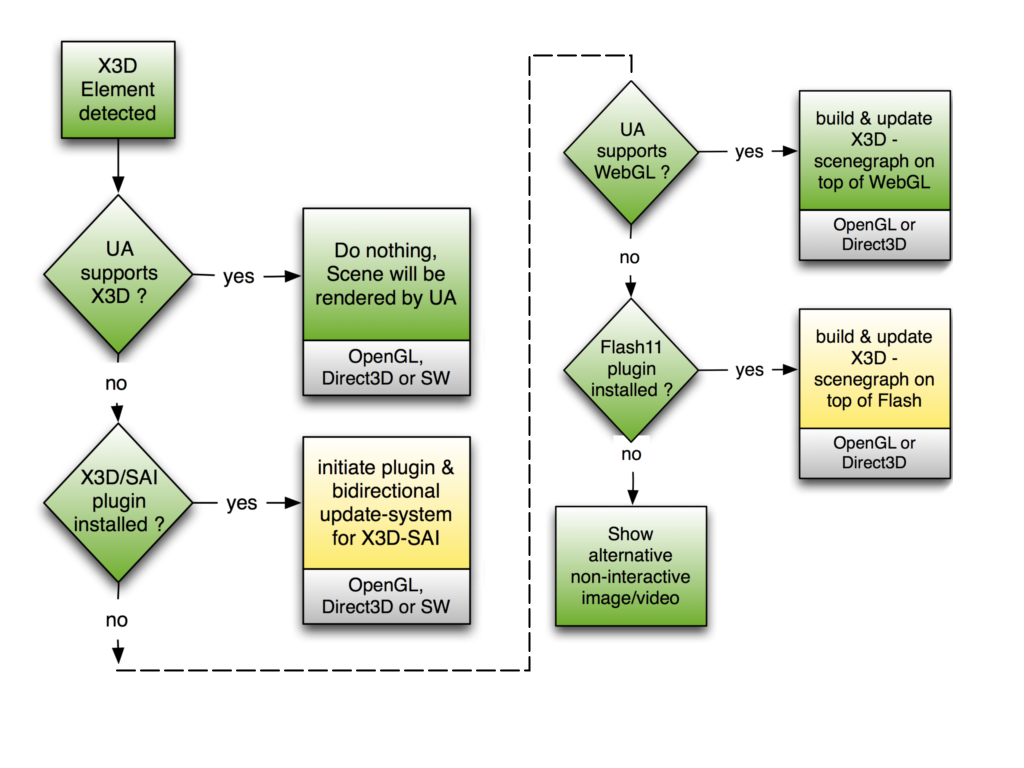 X3D
Element
detected
UA
supports
X3D ?
yes
Do nothing,
Scene will be
rendered by UA
OpenGL,
Direct3D or SW
no
X3D/SAI
plugin
installed ?
yes
initiate plugin &
bidirectional
update-system
for X3D-SAI
OpenGL,
Direct3D or SW
no
UA
supports
WebGL ?
yes
build & update
X3D -
scenegraph on
top of WebGL
OpenGL or
Direct3D
no
Flash11
plugin
installed ?
yes
build & update
X3D -
scenegraph on
top of Flash
OpenGL or
Direct3D
no
Show
alternative
non-interactive
image/video